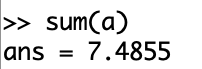 >> sum(a)
ans = 7.4855